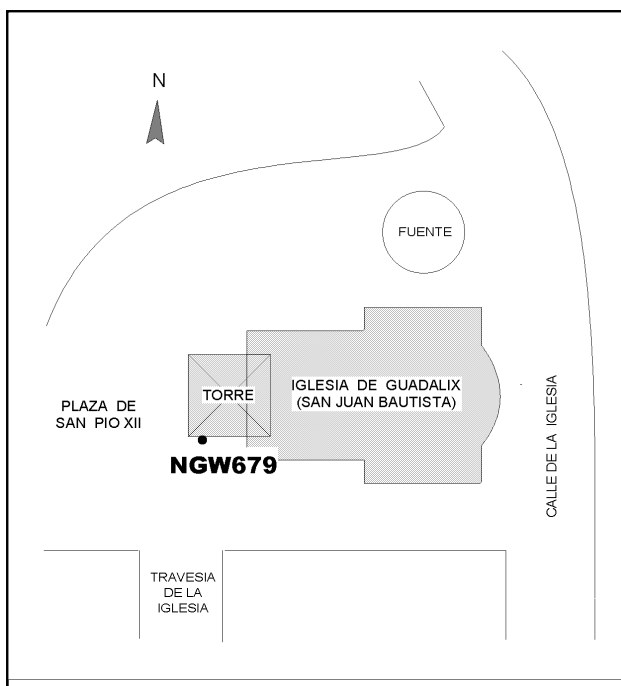 N
FUENTE
IGLESIA DE GUADALIX
(SAN JUAN BAUTISTA)
TORRE
PLAZA DE
SAN PIO XII
NGW679
CALLE DE LA IGLESIA
TRAVESIA
DE LA
IGLESIA